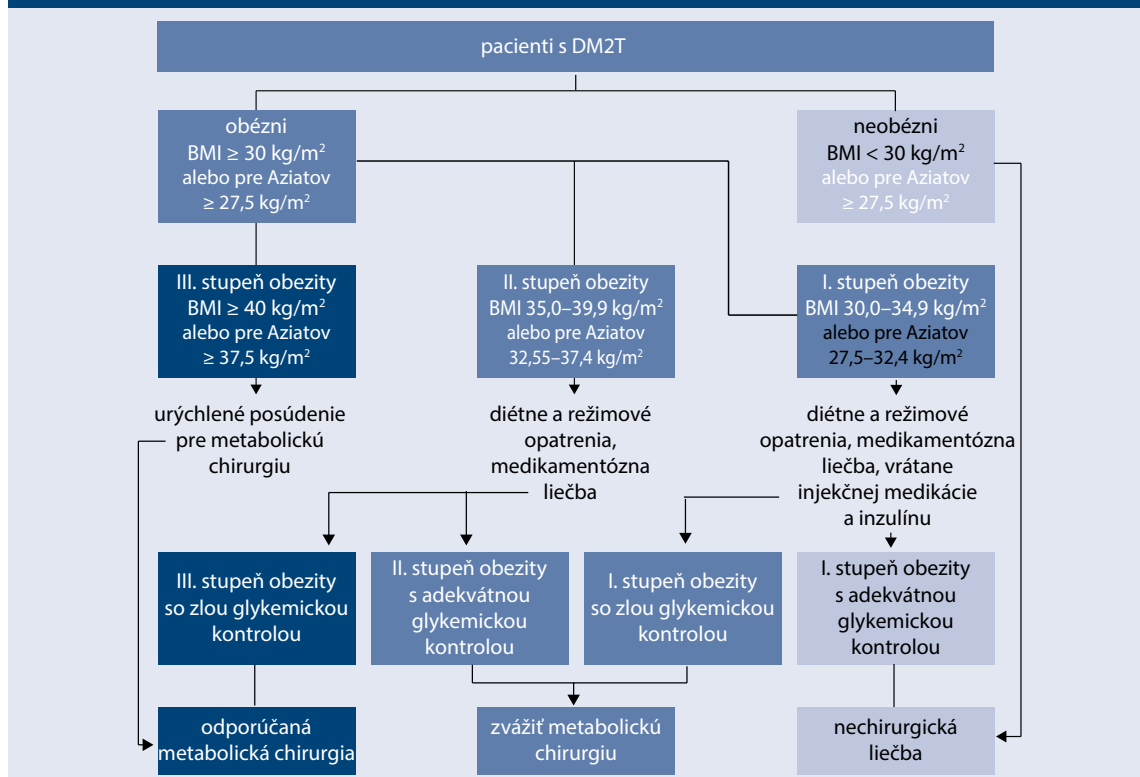 pacienti s DM2T
obézni
BMI ≥ 30 kg/m²
alebo pre Aziatov
≥ 27,5 kg/m²
neobézni
BMI < 30 kg/m²
alebo pre Aziatov
≥ 27,5 kg/m²
III. stupeň obezity
BMI ≥ 40 kg/m²
alebo pre Aziatov
≥ 37,5 kg/m²
II. stupeň obezity
BMI 35,0–39,9 kg/m²
alebo pre Aziatov
32,55–37,4 kg/m²
I. stupeň obezity
BMI 30,0–34,9 kg/m²
alebo pre Aziatov
27,5–32,4 kg/m²
urýchlené posúdenie
pre metabolickú
chirurgiu
diétne a režimové
opatrenia,
medikamentózna
liečba
diétne a režimové
opatrenia, medikamentózna
liečba, vrátane
injekčnej medikácie
a inzulínu
III. stupeň obezity
so zlou glykemickou
kontrolou
II. stupeň obezity
s adekvátnou
glykemickou
kontrolou
I. stupeň obezity
so zlou glykemickou
kontrolou
I. stupeň obezity
s adekvátnou
glykemickou
kontrolou
odporúčaná
metabolická chirurgia
zvážiť metabolickú
chirurgiu
nechirurgická
liečba